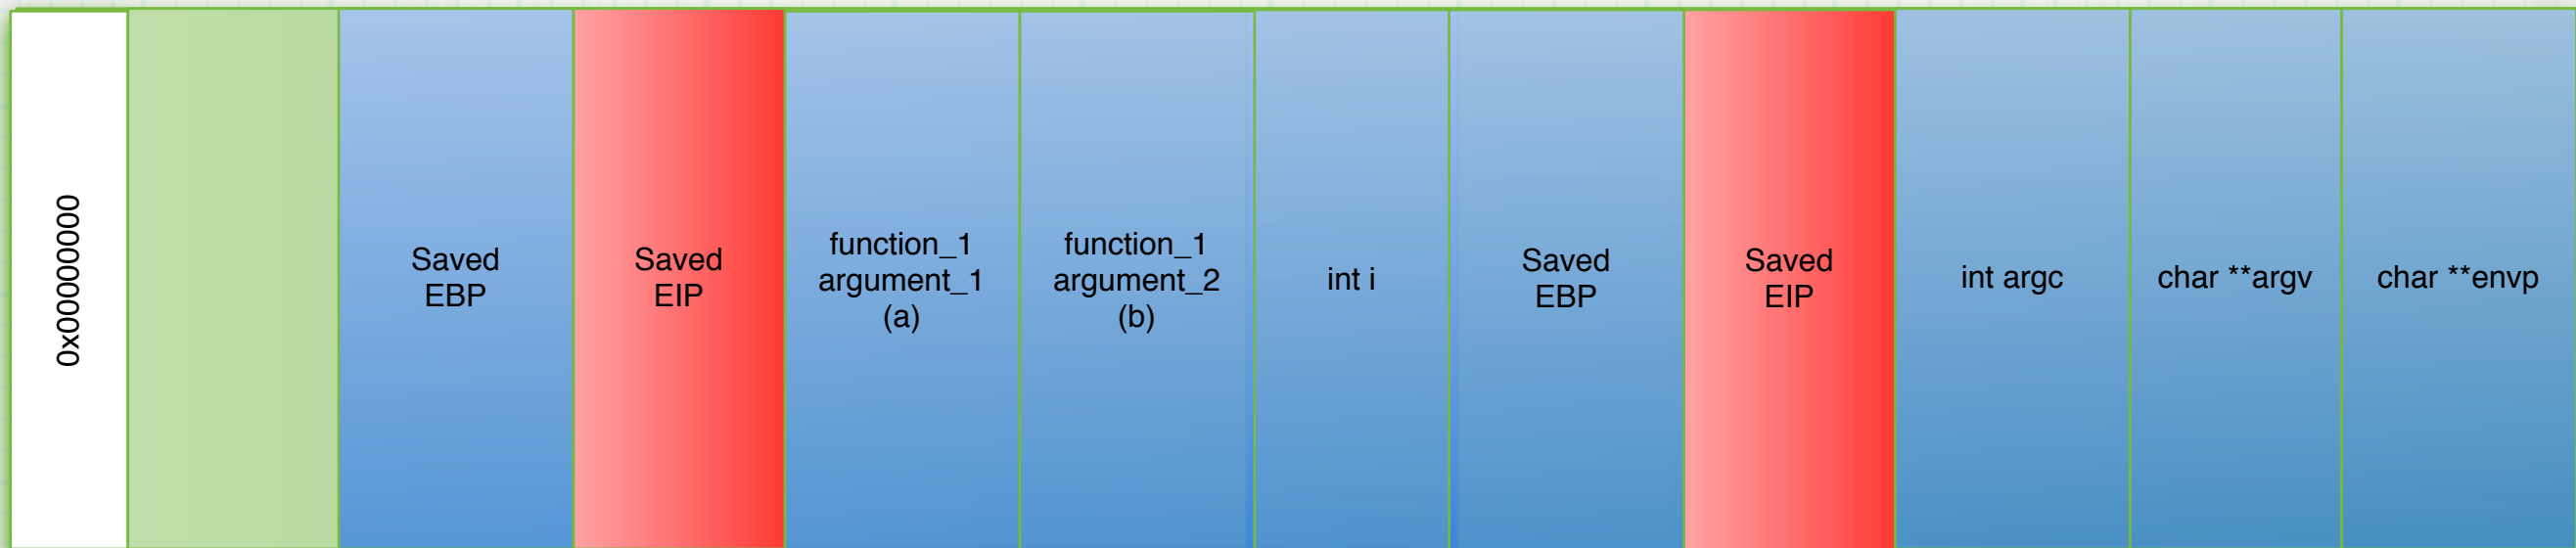 0x00000000
Saved
EBP
Saved
EIP
function_1
argument_1
(a)
function_1
argument_2
(b)
int i
Saved
EBP
Saved
EIP
int argc
char **argv
char **envp